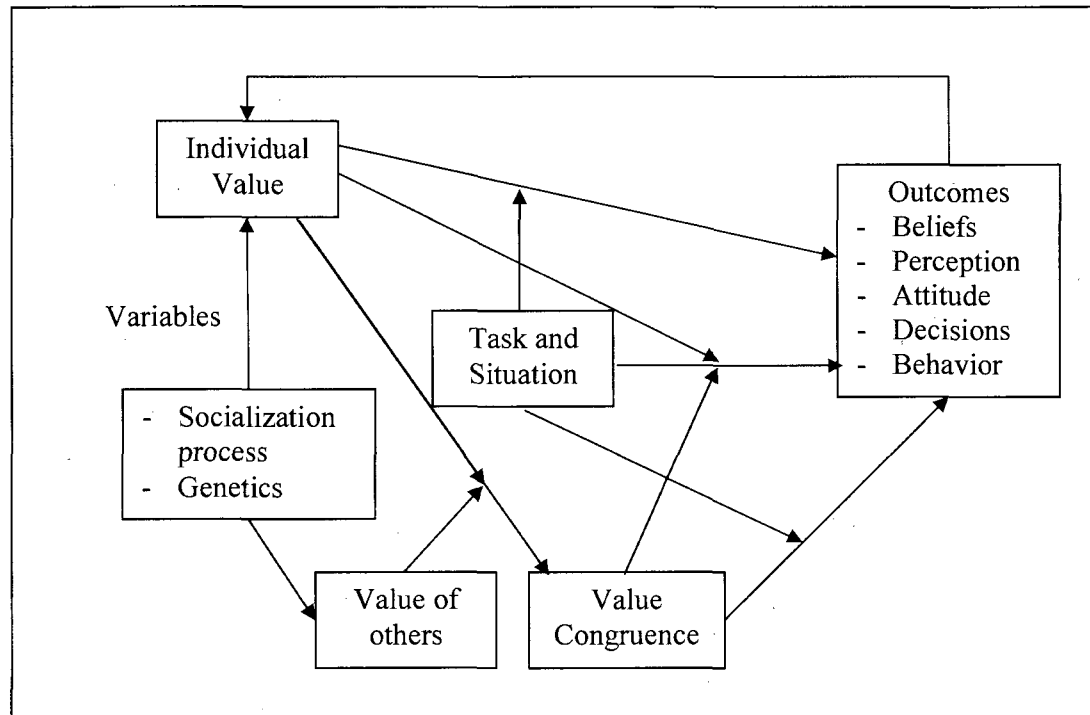 Individual
Value
Outcomes
- Beliefs
- Perception
- Attitude
- Decisions
- Behavior
Variables
Task and
Situation
- Socialization
process
- Genetics
Value of
others
Value
Congruence